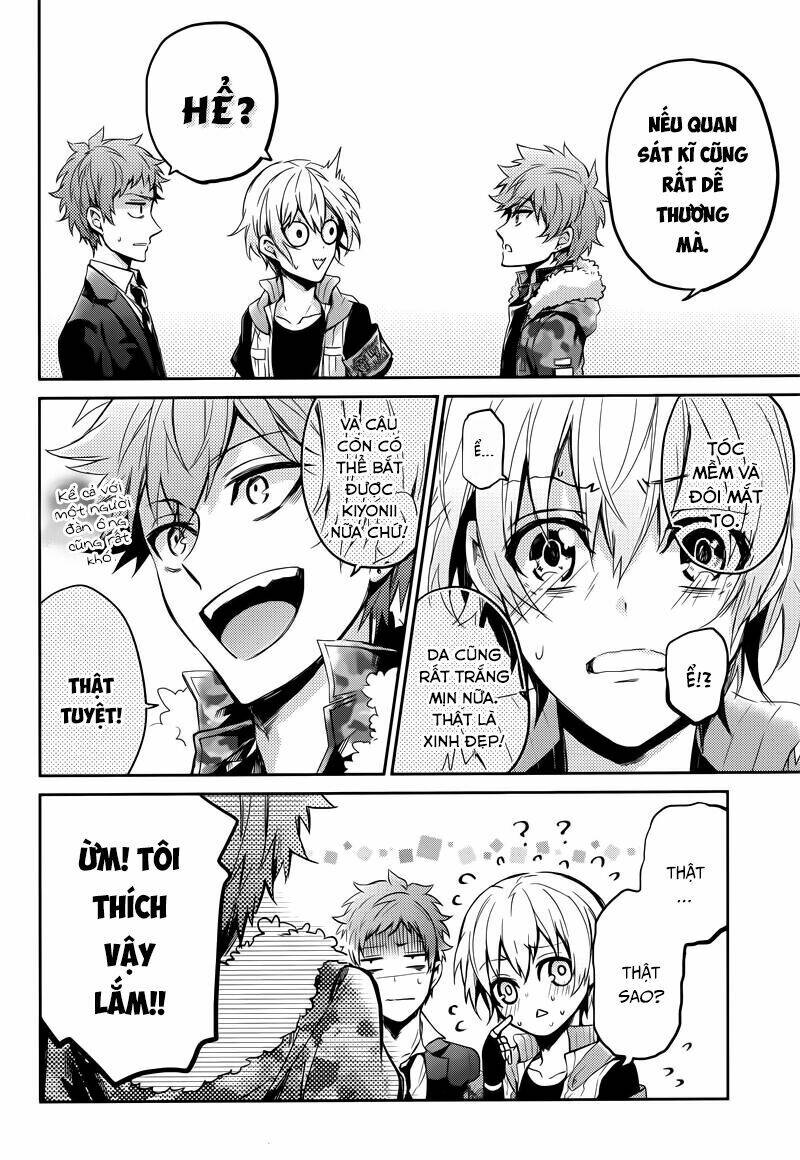 NẾU QUAN
SÁT KĨ CŨNG
RẤT DỄ
THƯƠNG
MÀ.
HỂ?
TÓC
MỀM VÀ
ĐÔI MẮT
TO.
Ể...
DA CŨNG
RẤT TRẮNG
MỊN NỮA.
THẬT LÀ
XINH ĐẸP!
Ể!?
VÀ CẬU
CÒN CÓ
THỂ BẮT
ĐƯỢC
KIYONII
NỮA CHỨ!
Kể cả với
một người
đàn ông
cũng rất
khó.
THẬT
TUYỆT!
THẬT
...
THẬT
SAO?
? ?
ỪM! TÔI
THÍCH
VẬY
LẮM!!